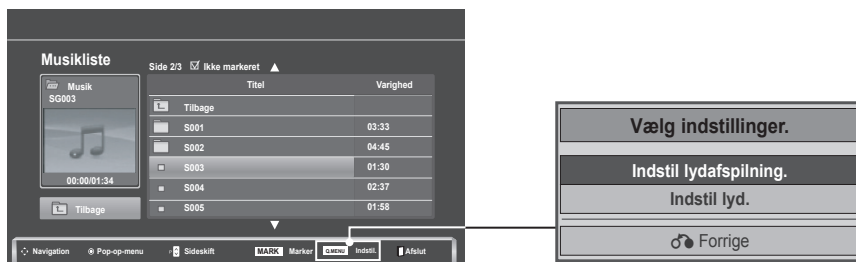 Musikliste
Side 2/3 ☑ Ikke markeret ▲
Musik
SG003
00:00/01:34
Tilbage
Titel Varighed
Tilbage
S001 03:33
S002 04:45
S003 01:30
S004 02:37
S005 01:58
▼
Navigation Pop-op-menu P Sideskift MARK Marker Q.MENU Indstil. Afslut
Vælg indstillinger.
Indstil lydafspilning.
Indstil lyd.
Forrige